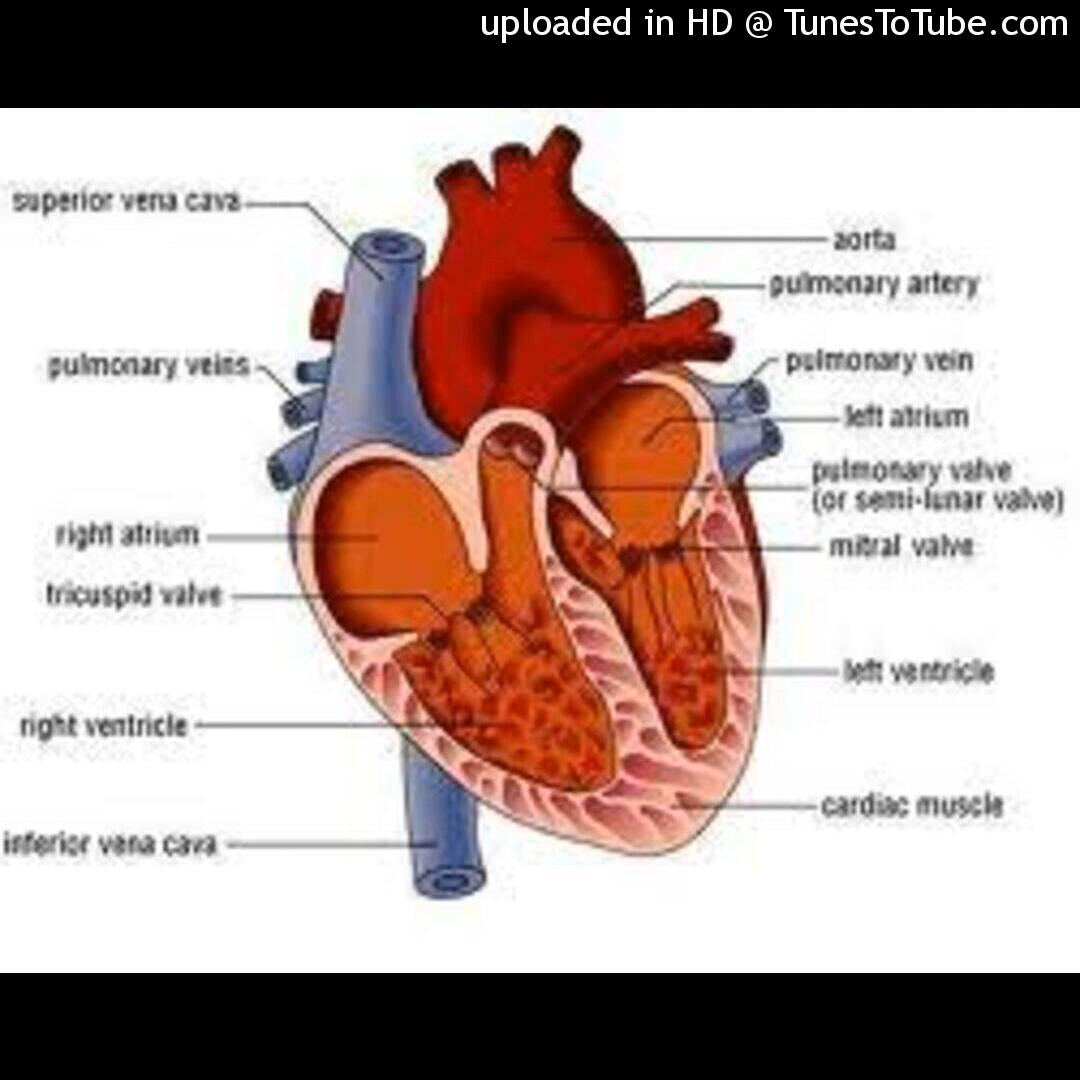 uploaded in HD @ TunesToTube.com
superior vena cava
aorta
pulmonary artery
pulmonary veins
pulmonary vein
left atrium
pulmonary valve
(or semi-lunar valve)
right atrium
mitral valve
tricuspid valve
left ventricle
right ventricle
cardiac muscle
inferior vena cava